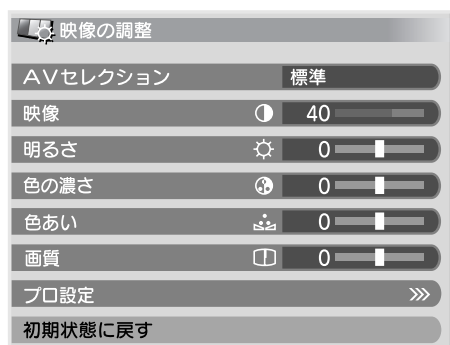 映像の調整
AVセレクション 標準
映像 40
明るさ 0
色の濃さ 0
色あい 0
画質 0
プロ設定
初期状態に戻す